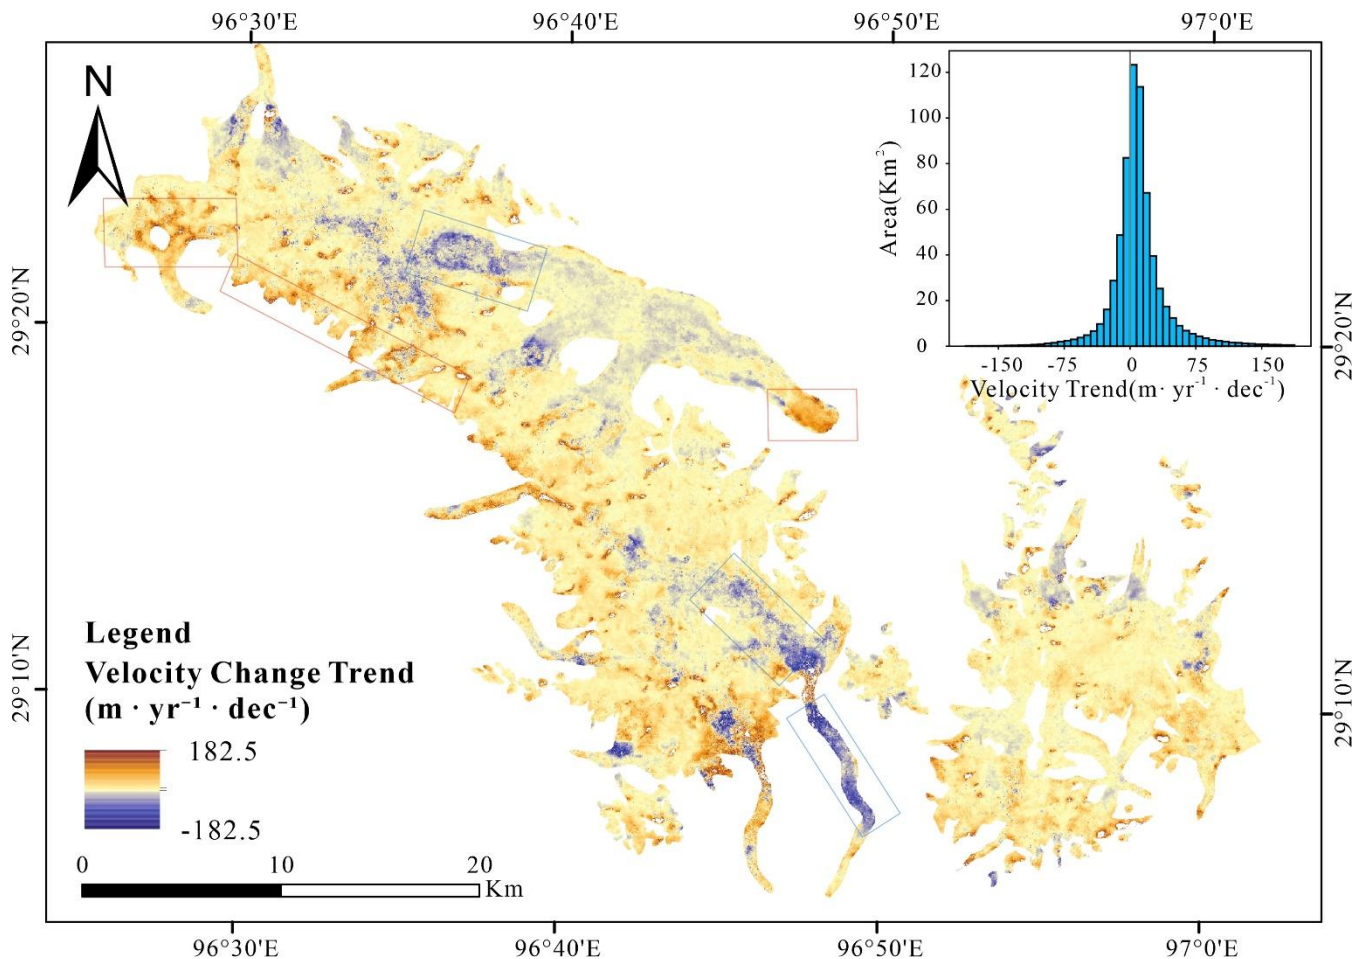 96°30'E 96°40'E 96°50'E 97°0'E
N
120
100
80
60
40
20
0
Area(Km²)
-150 -75 0 75 150
Velocity Trend(m· yr⁻¹ · dec⁻¹)
29°20'N
29°20'N
29°10'N
29°10'N
Legend
Velocity Change Trend
(m · yr⁻¹ · dec⁻¹)
182.5
-182.5
0 10 20
Km
96°30'E 96°40'E 96°50'E 97°0'E